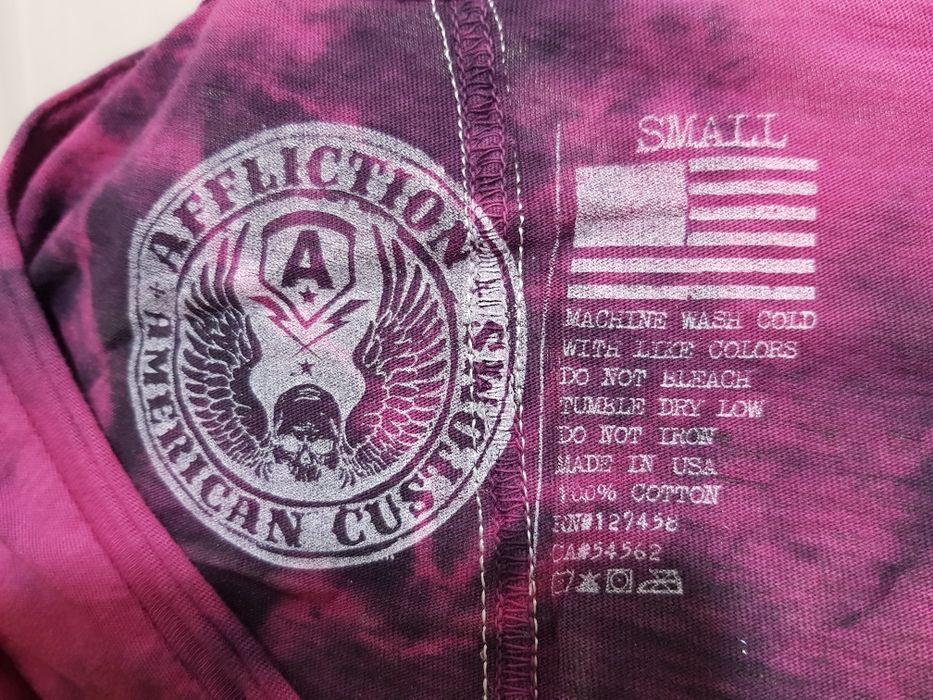 AFFLICTION
AMERICAN CUSTOMS
A
SMALL
MACHINE WASH COLD
WITH LIKE COLORS
DO NOT BLEACH
TUMBLE DRY LOW
DO NOT IRON
MADE IN USA
100% COTTON
RN#127458
CA#54562